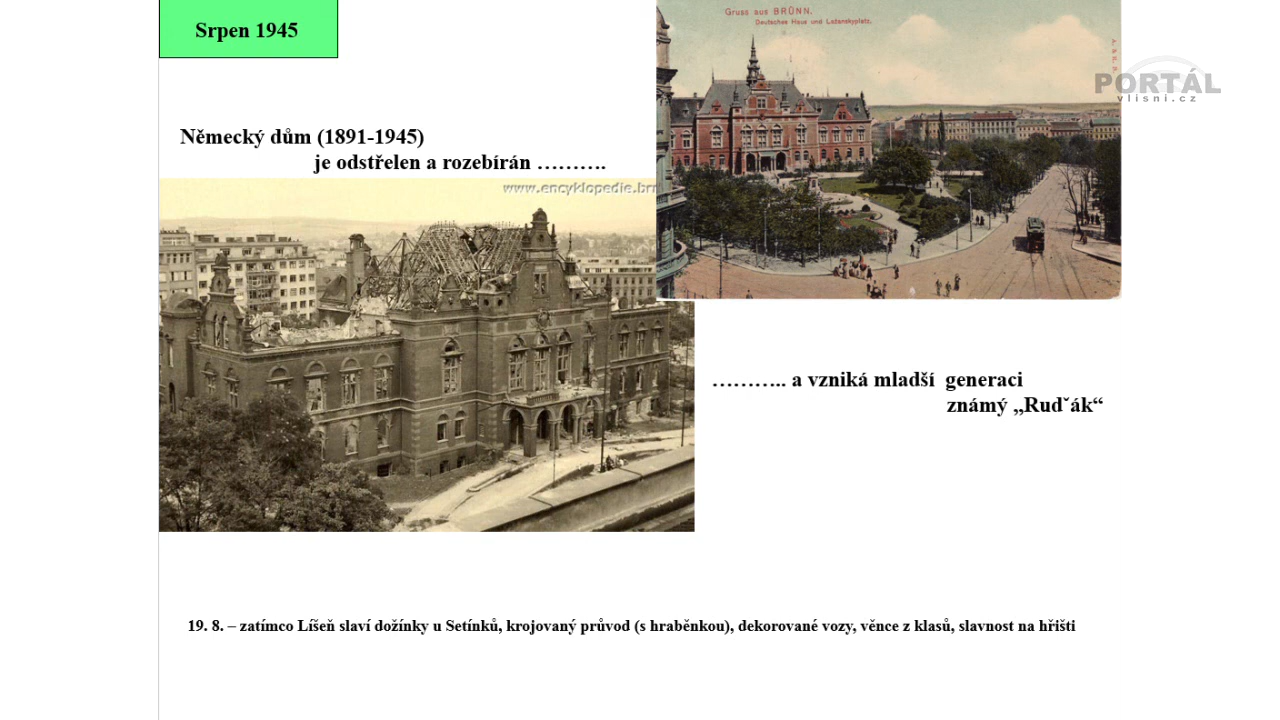 Srpen 1945
Gruss aus BRÜNN.
Deutsches Haus und Lažanskyplatz.
PORTÁL
vlisni.cz
Německý dům (1891-1945)
je odstřelen a rozebírán ……….
www.encyklopedie.brn
……….. a vzniká mladší generaci
známý „Rudˇák“
19. 8. – zatímco Líšeň slaví dožínky u Setínků, krojovaný průvod (s hraběnkou), dekorované vozy, věnce z klasů, slavnost na hřišti